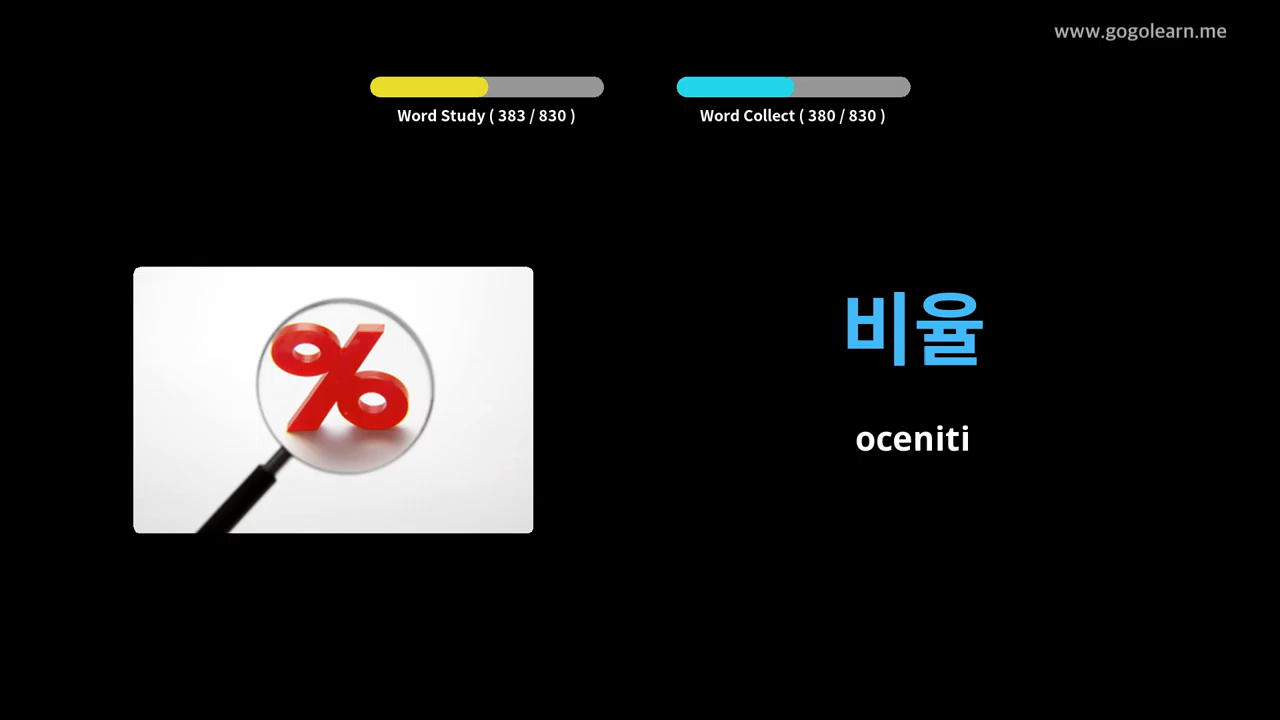 www.gogolearn.me
Word Study ( 383 / 830 )
Word Collect ( 380 / 830 )
%
비율
oceniti